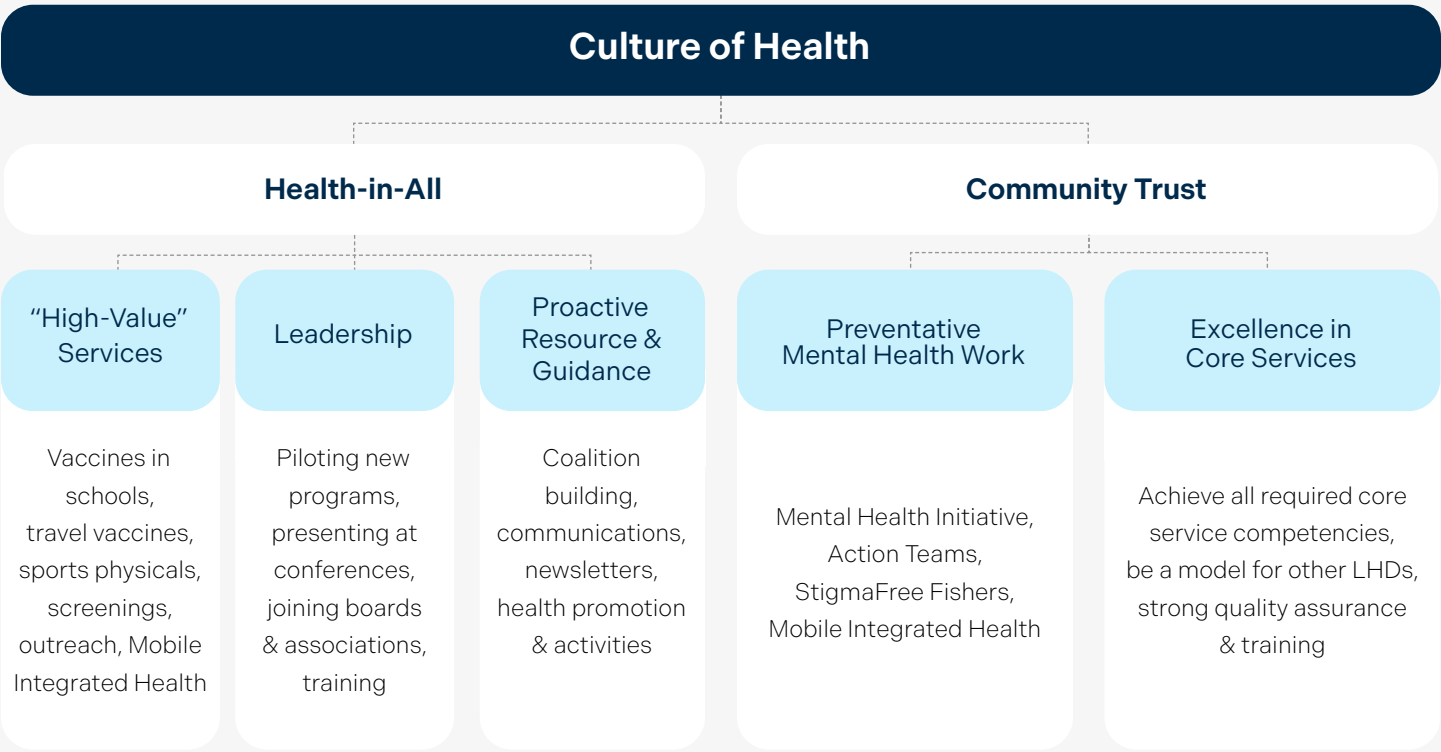 Culture of Health
Health-in-All
Community Trust
“High-Value”
Services
Leadership
Proactive
Resource &
Guidance
Preventative
Mental Health Work
Excellence in
Core Services
Vaccines in
schools,
travel vaccines,
sports physicals,
screenings,
outreach, Mobile
Integrated Health
Piloting new
programs,
presenting at
conferences,
joining boards
& associations,
training
Coalition
building,
communications,
newsletters,
health promotion
& activities
Mental Health Initiative,
Action Teams,
StigmaFree Fishers,
Mobile Integrated Health
Achieve all required core
service competencies,
be a model for other LHDs,
strong quality assurance
& training